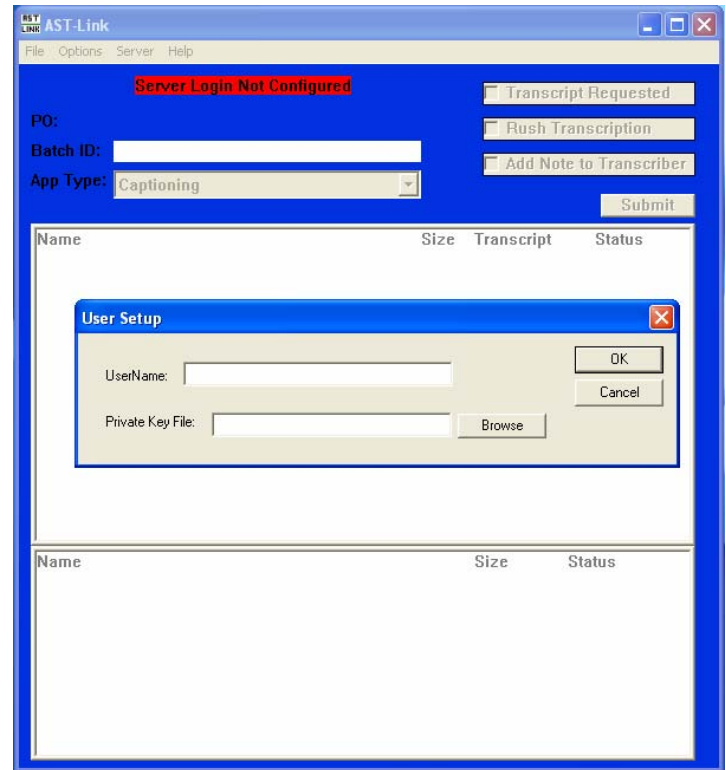 AST LINK AST-Link
File Options Server Help
Server Login Not Configured
Transcript Requested
PO:
Rush Transcription
Batch ID:
Add Note to Transcriber
App Type: Captioning
Submit
Name Size Transcript Status
User Setup
UserName:
OK
Cancel
Private Key File: Browse
Name Size Status